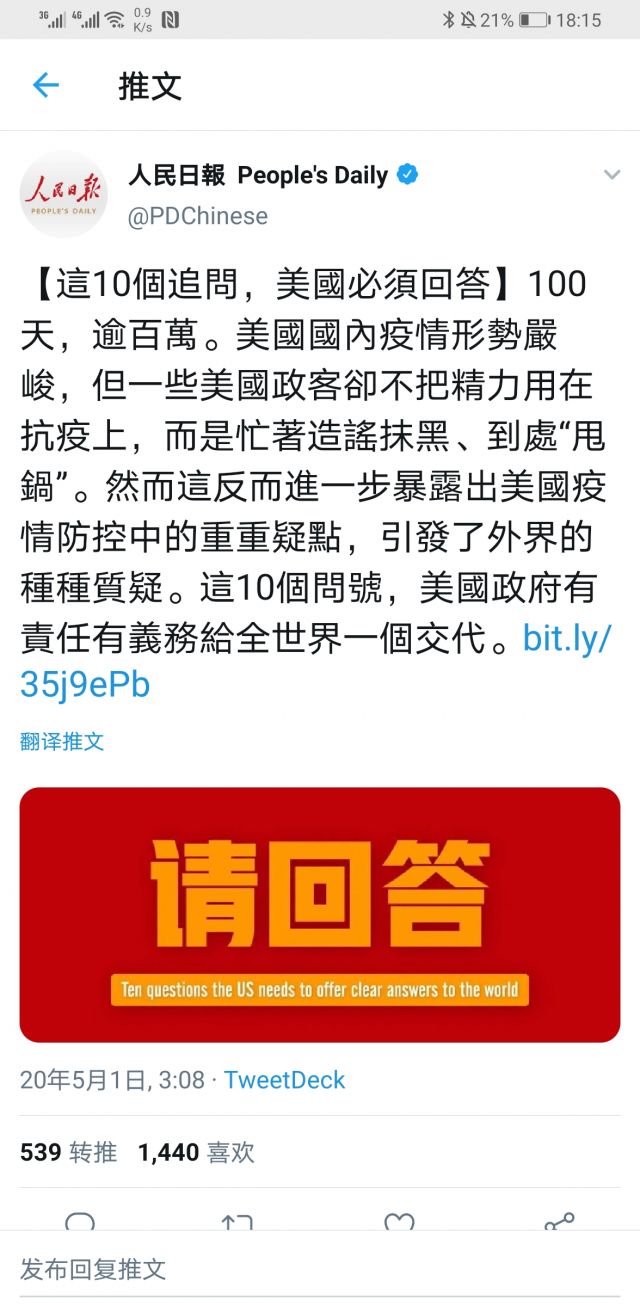 3G 4G 0.9 K/s 21% 18:15
推文
人民日報 PEOPLE'S DAILY
人民日報 People's Daily
@PDChinese
【這10個追問，美國必須回答】100
天，逾百萬。美國國內疫情形勢嚴
峻，但一些美國政客卻不把精力用在
抗疫上，而是忙著造謠抹黑、到處“甩
鍋”。然而這反而進一步暴露出美國疫
情防控中的重重疑點，引發了外界的
種種質疑。這10個問號，美國政府有
責任有義務給全世界一個交代。bit.ly/
35j9ePb
翻译推文
请回答
Ten questions the US needs to offer clear answers to the world
20年5月1日, 3:08 · TweetDeck
539 转推 1,440 喜欢
发布回复推文